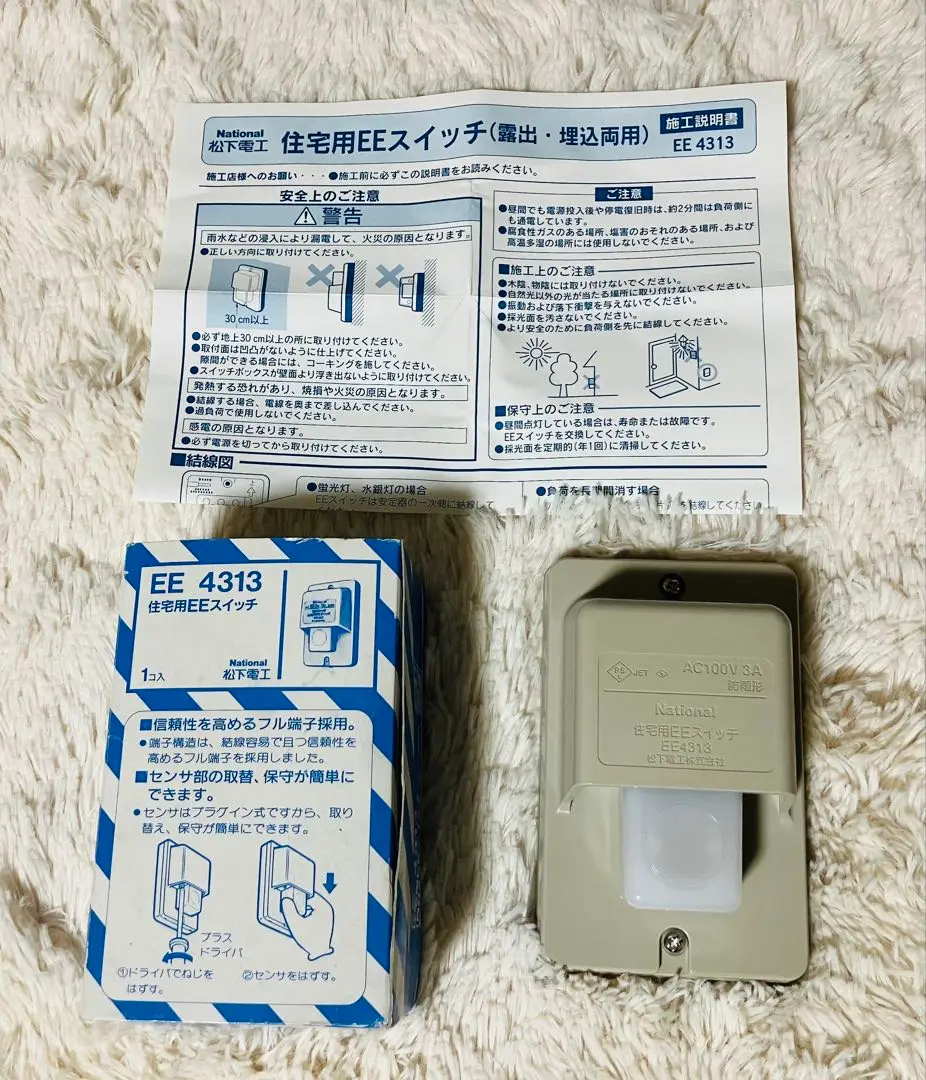 National
松下電工
住宅用EEスイッチ(露出・埋込両用)
施工説明書
EE 4313
施工店様へのお願い・・・●施工前に必ずこの説明書をお読みください。
安全上のご注意
警告
雨水などの浸入により漏電して、火災の原因となります。
●正しい方向に取り付けてください。
30cm以上
●必ず地上30cm以上の所に取り付けてください。
●取付面は凹凸がないように仕上げてください。
隙間ができる場合には、コーキングを施してください。
●スイッチボックスが壁面より浮き出ないように取り付けてください。
発熱する恐れがあり、焼損や火災の原因となります。
●結線する場合、電線を奥まで差し込んでください。
●過負荷で使用しないでください。
感電の原因となります。
●必ず電源を切ってから取り付けてください。
ご注意
●昼間でも電源投入後や停電復旧時は、約2分間は負荷側に
も通電しています。
●腐食性ガスのある場所、塩害のおそれのある場所、および
高温多湿の場所には使用しないでください。
■施工上のご注意
●木陰、物陰には取り付けないでください。
●自然光以外の光が当たる場所に取り付けないでください。
●振動および落下衝撃を与えないでください。
●採光面を汚さないでください。
●より安全のために負荷側を先に結線してください。
■保守上のご注意
●昼間点灯している場合は、寿命または故障です。
EEスイッチを交換してください。
●採光面を定期的(年1回)に清掃してください。
■結線図
●蛍光灯、水銀灯の場合
EEスイッチは安定器の一次側に結線して
●負荷を長干間消す場合
結線してください
EE 4313
住宅用EEスイッチ
1コ入
National
松下電工
■信頼性を高めるフル端子採用。
●端子構造は、結線容易で且つ信頼性を
高めるフル端子を採用しました。
■センサ部の取替、保守が簡単に
できます。
●センサはプラグイン式ですから、取り
替え、保守が簡単にできます。
プラス
ドライバ
①ドライバでねじを
はずす。
②センサをはずす。
PS
E
JET
AC100V 3A
防雨形
National
住宅用EEスイッチ
EE4313
松下電工株式会社